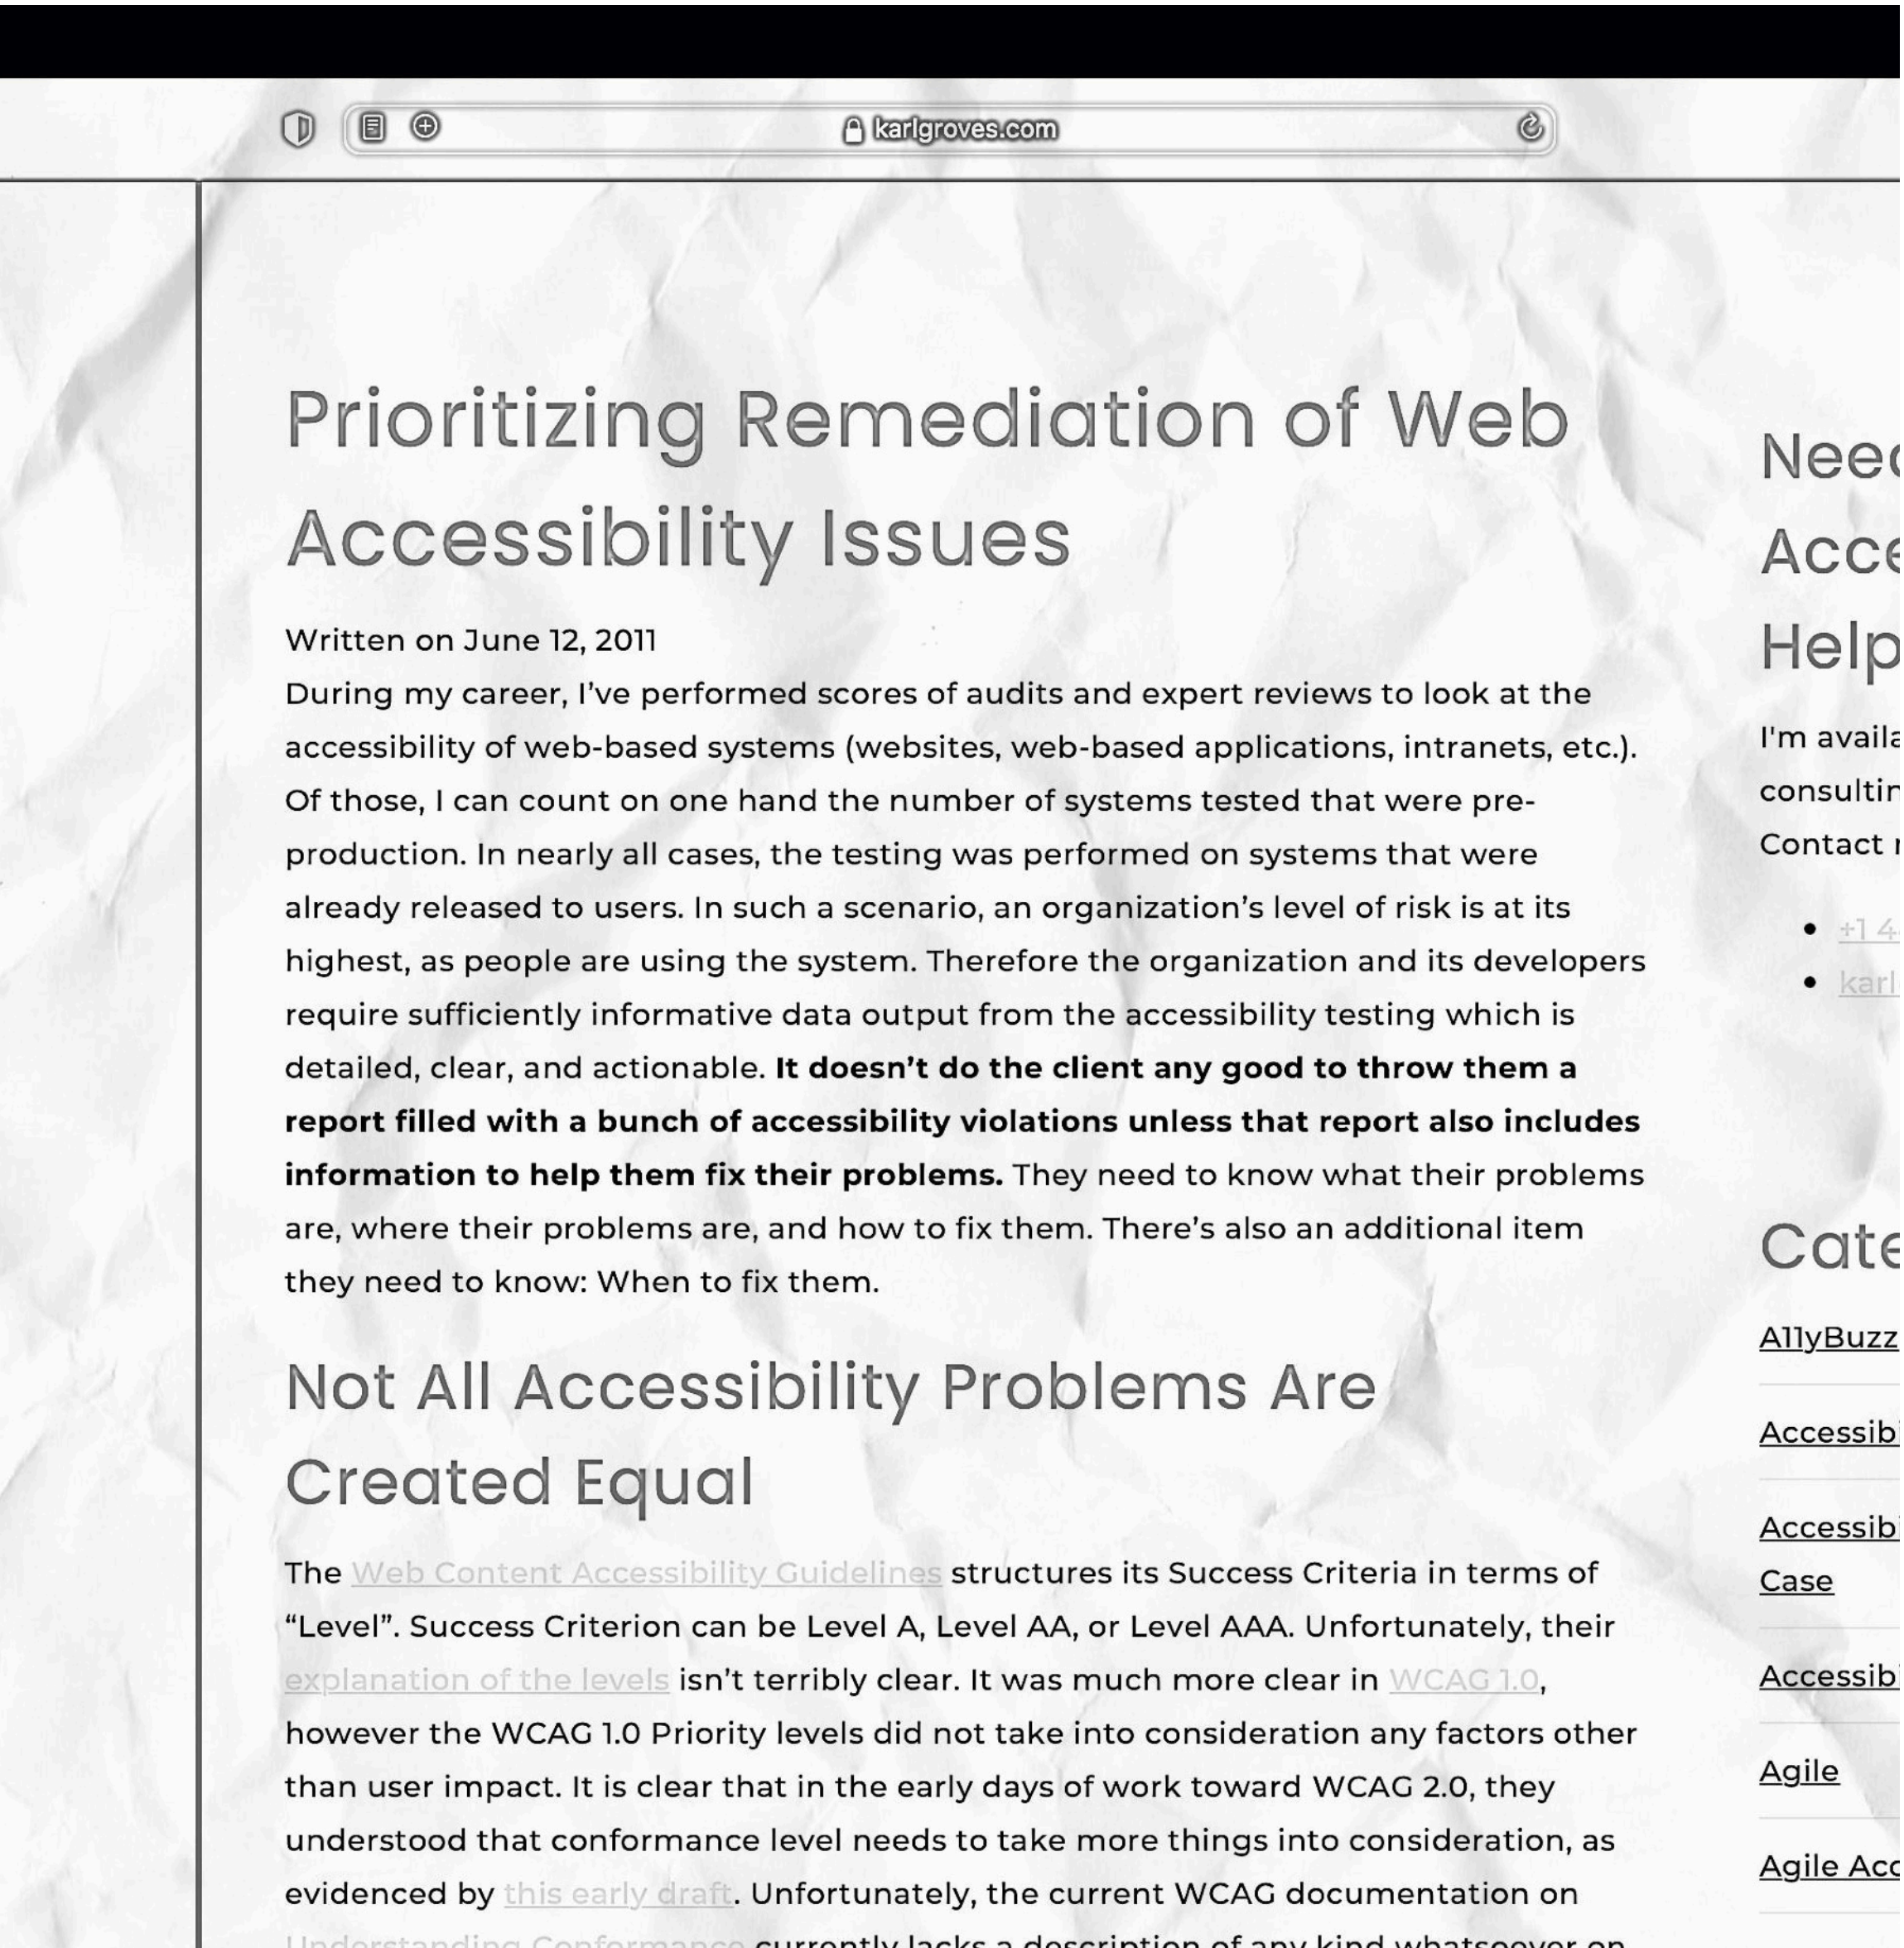 karlgroves.com
Prioritizing Remediation of Web
Accessibility Issues
Written on June 12, 2011
During my career, I’ve performed scores of audits and expert reviews to look at the
accessibility of web-based systems (websites, web-based applications, intranets, etc.).
Of those, I can count on one hand the number of systems tested that were pre-
production. In nearly all cases, the testing was performed on systems that were
already released to users. In such a scenario, an organization’s level of risk is at its
highest, as people are using the system. Therefore the organization and its developers
require sufficiently informative data output from the accessibility testing which is
detailed, clear, and actionable. It doesn’t do the client any good to throw them a
report filled with a bunch of accessibility violations unless that report also includes
information to help them fix their problems. They need to know what their problems
are, where their problems are, and how to fix them. There’s also an additional item
they need to know: When to fix them.
Not All Accessibility Problems Are
Created Equal
The Web Content Accessibility Guidelines structures its Success Criteria in terms of
“Level”. Success Criterion can be Level A, Level AA, or Level AAA. Unfortunately, their
explanation of the levels isn’t terribly clear. It was much more clear in WCAG 1.0,
however the WCAG 1.0 Priority levels did not take into consideration any factors other
than user impact. It is clear that in the early days of work toward WCAG 2.0, they
understood that conformance level needs to take more things into consideration, as
evidenced by this early draft. Unfortunately, the current WCAG documentation on
Understanding Conformance currently lacks a description of any kind whatsoever on
Help
I'm
Contact
+1 4
karl
A11yBuzz
Case
Agile
Agile